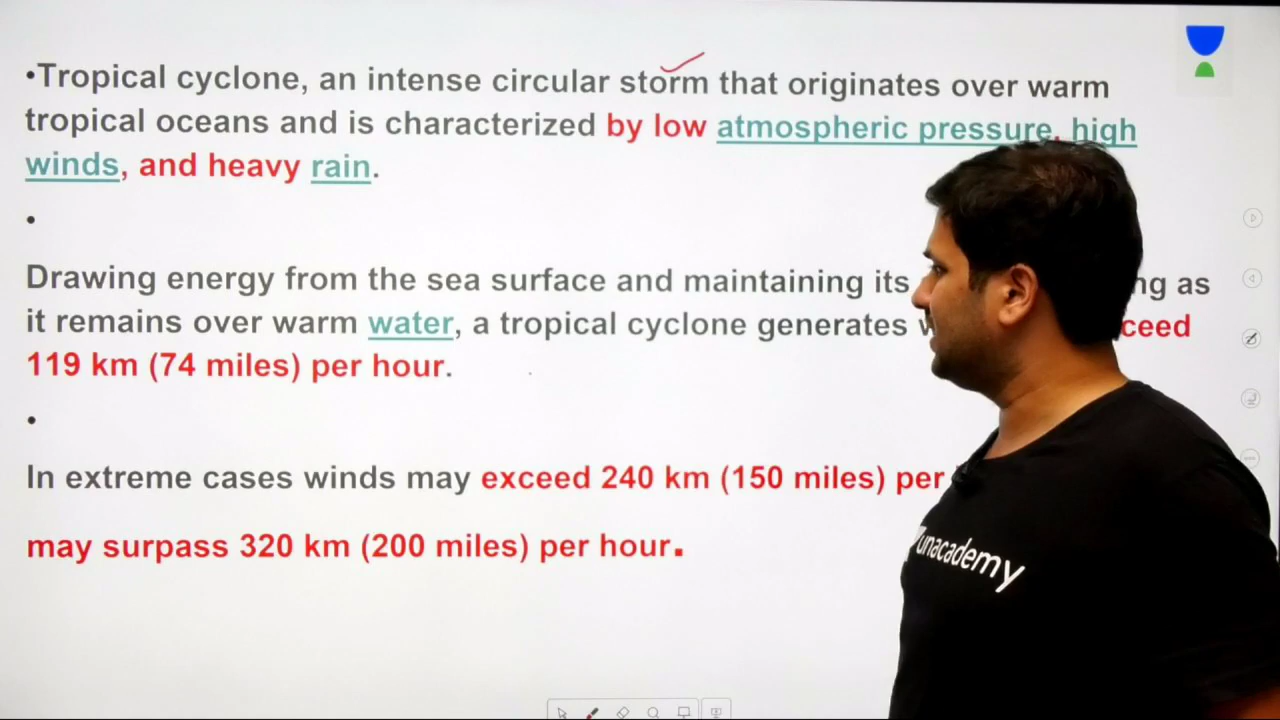 •Tropical cyclone, an intense circular storm that originates over warm
tropical oceans and is characterized by low atmospheric pressure, high
winds, and heavy rain.
•
Drawing energy from the sea surface and maintaining its ng as
it remains over warm water, a tropical cyclone generates w ceed
119 km (74 miles) per hour.
•
In extreme cases winds may exceed 240 km (150 miles) per
may surpass 320 km (200 miles) per hour.
unacademy